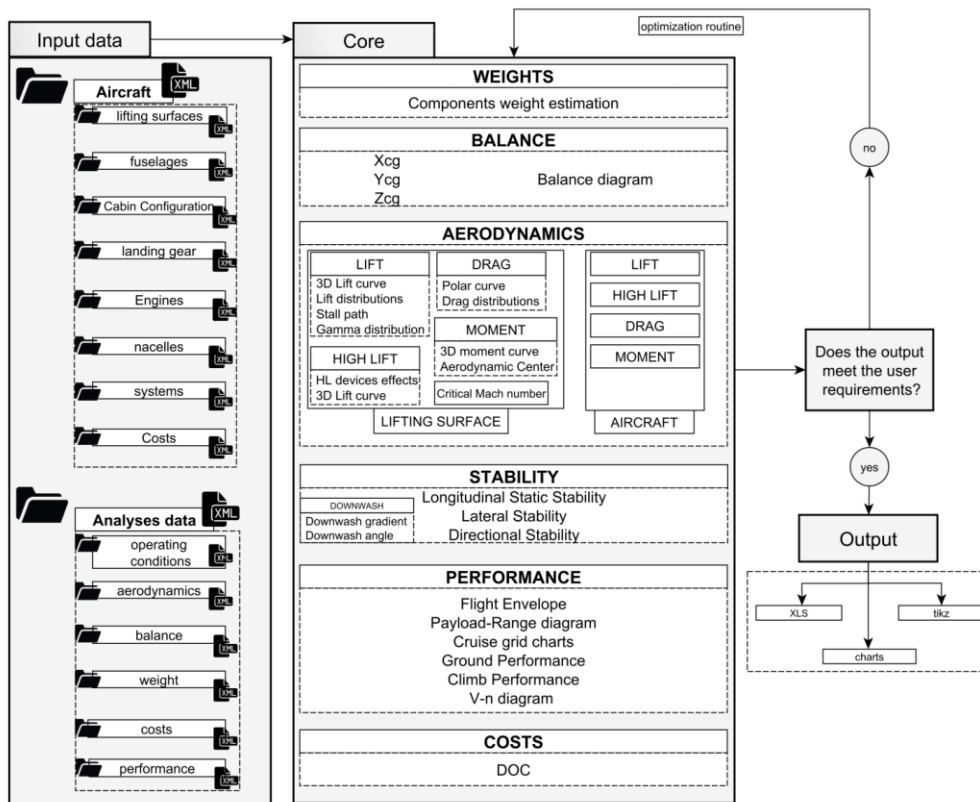 Input data
Aircraft
XML
lifting surfaces
XML
fuselages
XML
Cabin Configuration
XML
landing gear
XML
Engines
XML
nacelles
XML
systems
XML
Costs
XML
Analyses data
XML
operating
conditions
XML
aerodynamics
XML
balance
XML
weight
XML
costs
XML
performance
XML
Core
WEIGHTS
Components weight estimation
BALANCE
Xcg
Ycg
Zcg
Balance diagram
AERODYNAMICS
LIFT
3D Lift curve
Lift distributions
Stall path
Gamma distribution
HIGH LIFT
HL devices effects
3D Lift curve
DRAG
Polar curve
Drag distributions
MOMENT
3D moment curve
Aerodynamic Center
Critical Mach number
LIFTING SURFACE
LIFT
HIGH LIFT
DRAG
MOMENT
AIRCRAFT
STABILITY
DOWNWASH
Downwash gradient
Downwash angle
Longitudinal Static Stability
Lateral Stability
Directional Stability
PERFORMANCE
Flight Envelope
Payload-Range diagram
Cruise grid charts
Ground Performance
Climb Performance
V-n diagram
COSTS
DOC
optimization routine
no
Does the output
meet the user
requirements?
yes
Output
XLS
tikz
charts